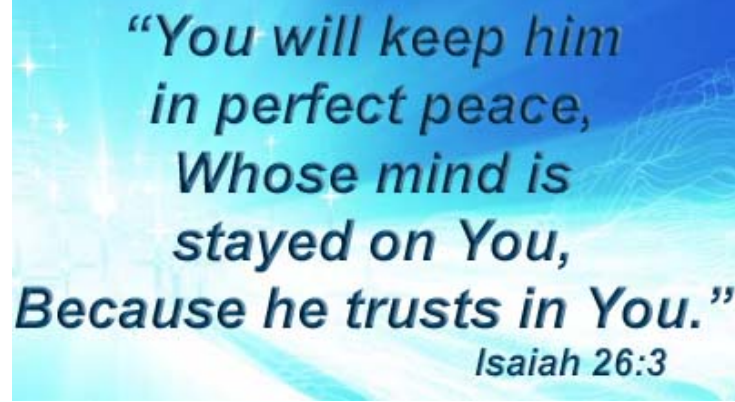 “You will keep him
in perfect peace,
Whose mind is
stayed on You,
Because he trusts in You.”
Isaiah 26:3